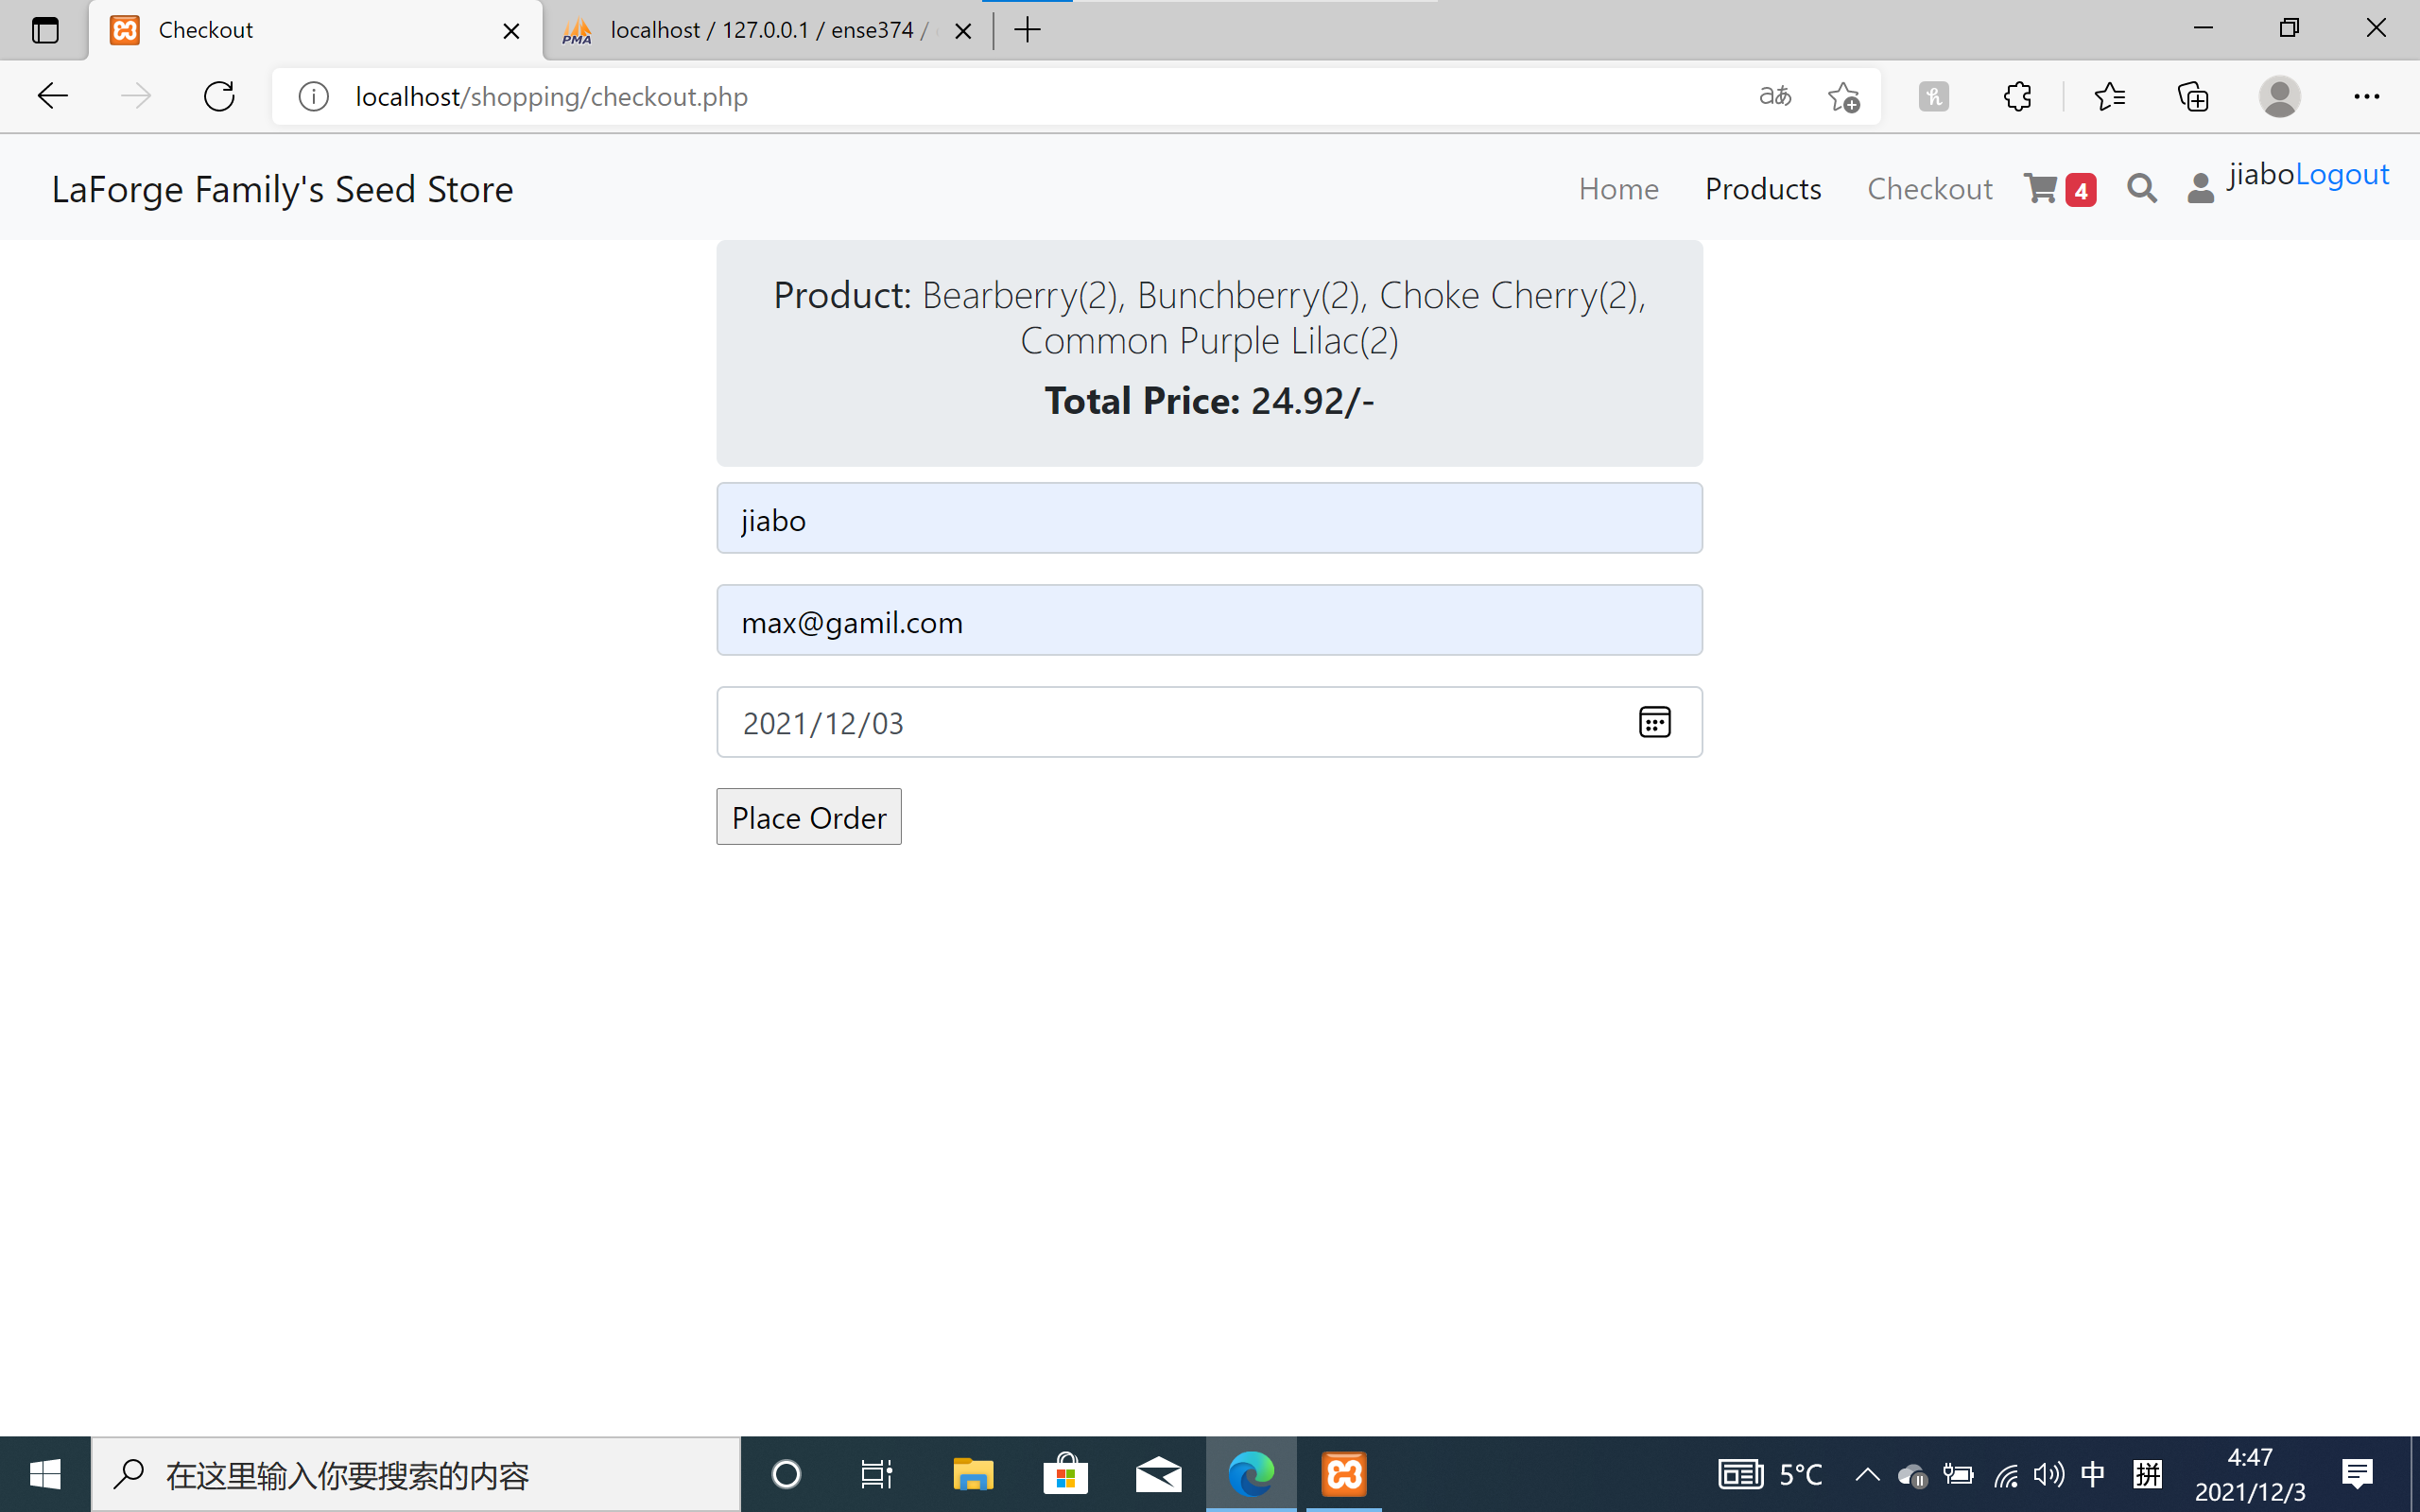 Checkout
PMA localhost / 127.0.0.1 / ense374 /
localhost/shopping/checkout.php
aあ
LaForge Family's Seed Store
Home Products Checkout 4 jiaboLogout
Product: Bearberry(2), Bunchberry(2), Choke Cherry(2),
Common Purple Lilac(2)
Total Price: 24.92/-
jiabo
max@gamil.com
2021/12/03
Place Order
在这里输入你要搜索的内容
5°C 中 拼 4:47
2021/12/3